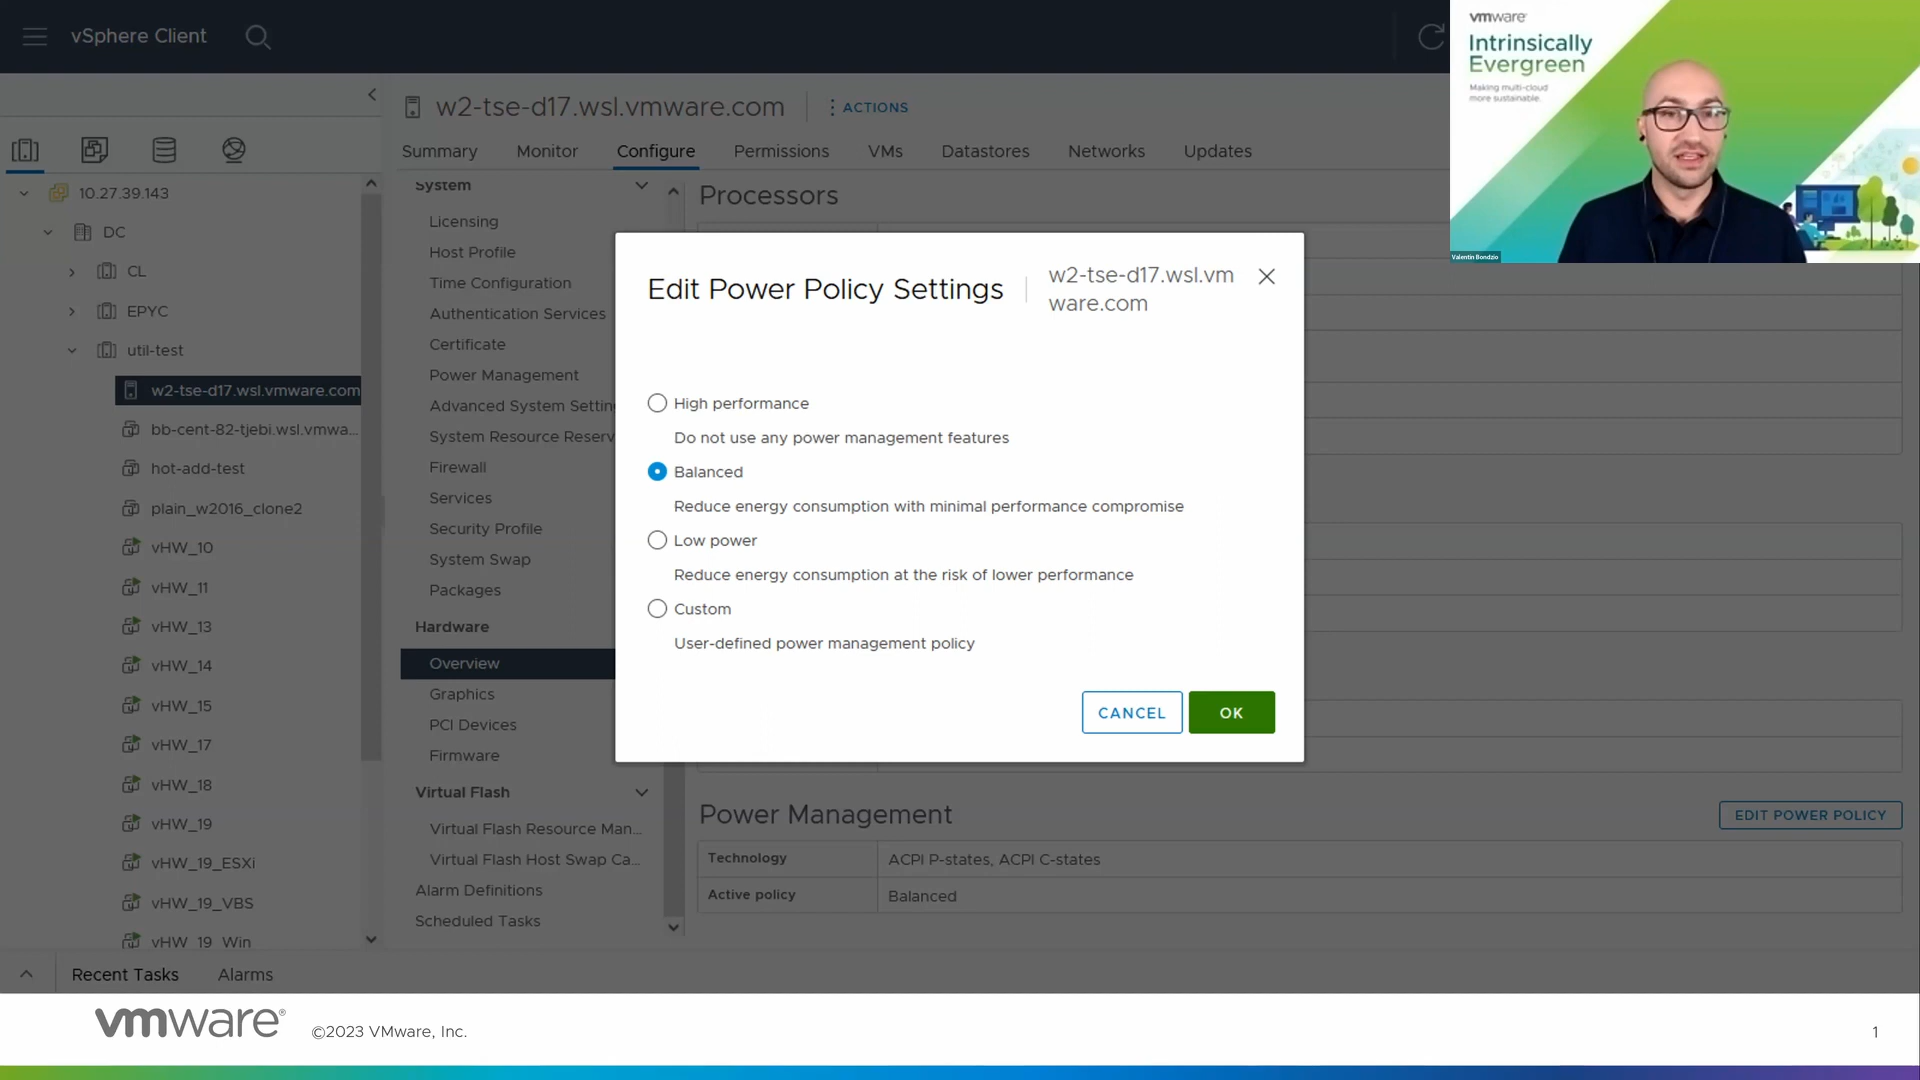 vSphere Client
vmware
Intrinsically
Evergreen
Making multi-cloud
more sustainable.
Valentin Bondzio
w2-tse-d17.wsl.vmware.com
ACTIONS
Summary
Monitor
Configure
Permissions
VMs
Datastores
Networks
Updates
10.27.39.143
DC
CL
EPYC
util-test
w2-tse-d17.wsl.vmware.com
bb-cent-82-tjebi.wsl.vmwa...
hot-add-test
plain_w2016_clone2
vHW_10
vHW_11
vHW_13
vHW_14
vHW_15
vHW_17
vHW_18
vHW_19
vHW_19_ESXi
vHW_19_VBS
vHW_19_Win
System
Licensing
Host Profile
Time Configuration
Authentication Services
Certificate
Power Management
Advanced System Settin
System Resource Reserv
Firewall
Services
Security Profile
System Swap
Packages
Hardware
Overview
Graphics
PCI Devices
Firmware
Virtual Flash
Virtual Flash Resource Man...
Virtual Flash Host Swap Ca...
Alarm Definitions
Scheduled Tasks
Processors
Edit Power Policy Settings
w2-tse-d17.wsl.vm
ware.com
High performance
Do not use any power management features
Balanced
Reduce energy consumption with minimal performance compromise
Low power
Reduce energy consumption at the risk of lower performance
Custom
User-defined power management policy
CANCEL
OK
Power Management
EDIT POWER POLICY
Technology
ACPI P-states, ACPI C-states
Active policy
Balanced
Recent Tasks
Alarms
vmware®
©2023 VMware, Inc.
1